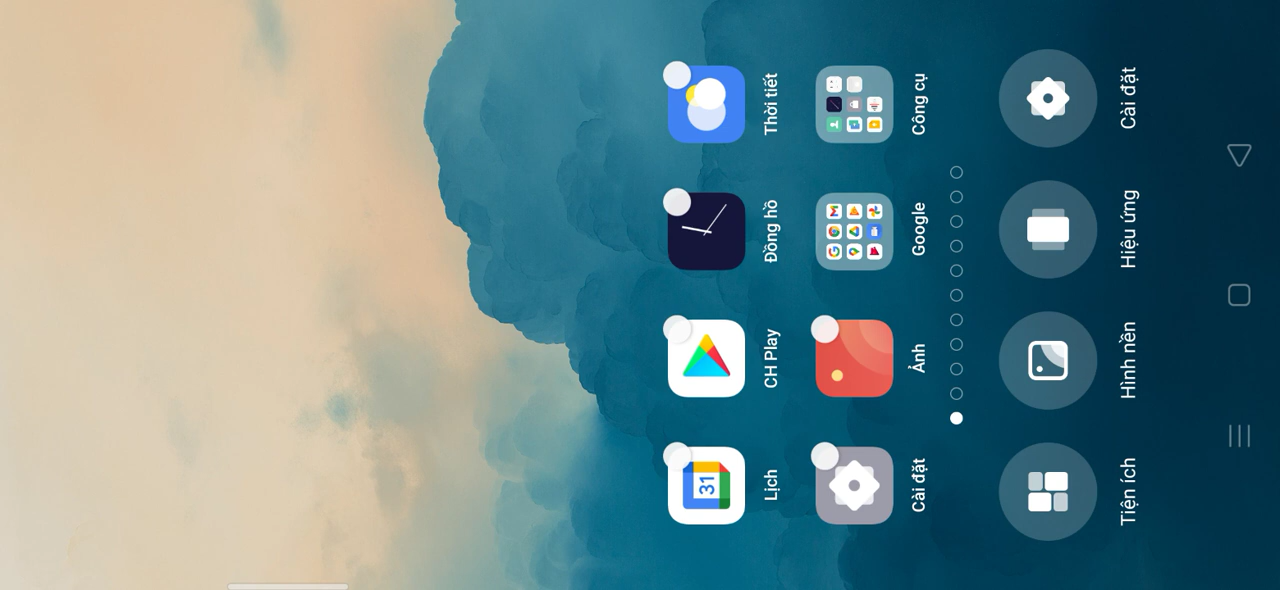 Lịch
CH Play
Đồng hồ
Thời tiết
31
Cài đặt
Ảnh
Google
Công cụ
Tiện ích
Hình nền
Hiệu ứng
Cài đặt